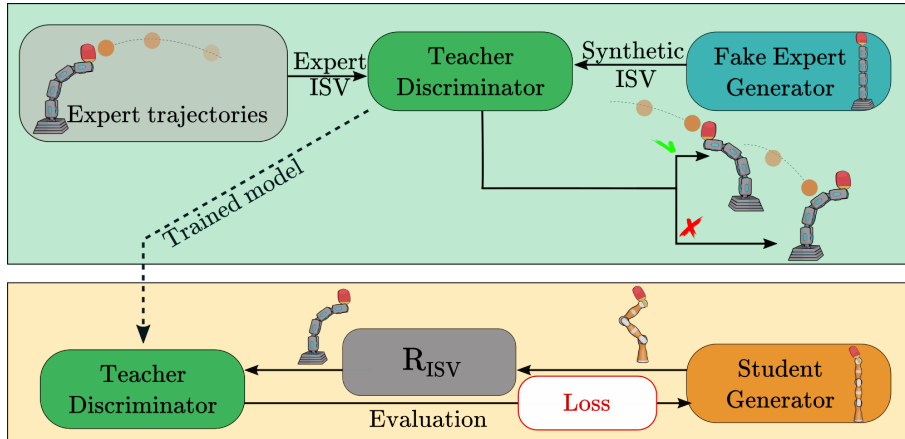 Expert trajectories
Expert
ISV
Teacher
Discriminator
Synthetic
ISV
Fake Expert
Generator
Trained model
Teacher
Discriminator
R_ISV
Evaluation
Loss
Student
Generator